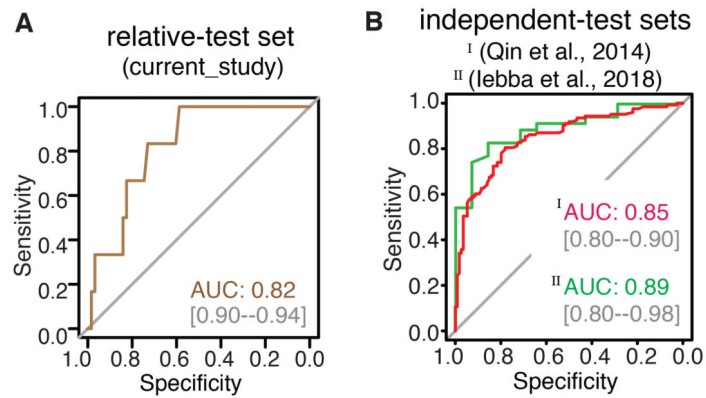 A
relative-test set
(current_study)
Sensitivity
1.0
0.8
0.6
0.4
0.2
0.0
AUC: 0.82
[0.90--0.94]
1.0 0.8 0.6 0.4 0.2 0.0
Specificity
B
independent-test sets
I (Qin et al., 2014)
II (Iebba et al., 2018)
Sensitivity
1.0
0.8
0.6
0.4
0.2
0.0
I AUC: 0.85
[0.80--0.90]
II AUC: 0.89
[0.80--0.98]
1.0 0.8 0.6 0.4 0.2 0.0
Specificity